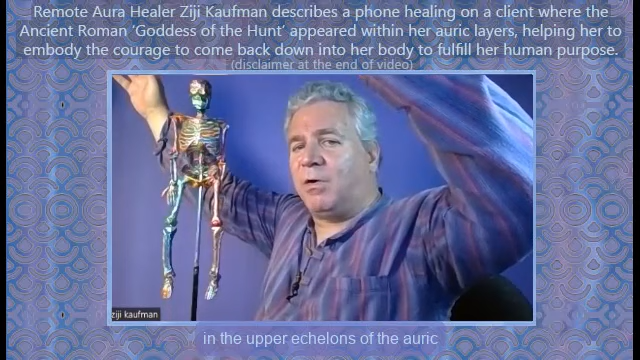 Remote Aura Healer Ziji Kaufman describes a phone healing on a client where the
Ancient Roman 'Goddess of the Hunt' appeared within her auric layers, helping her to
embody the courage to come back down into her body to fulfill her human purpose.
(disclaimer at the end of video)
ziji kaufman
in the upper echelons of the auric